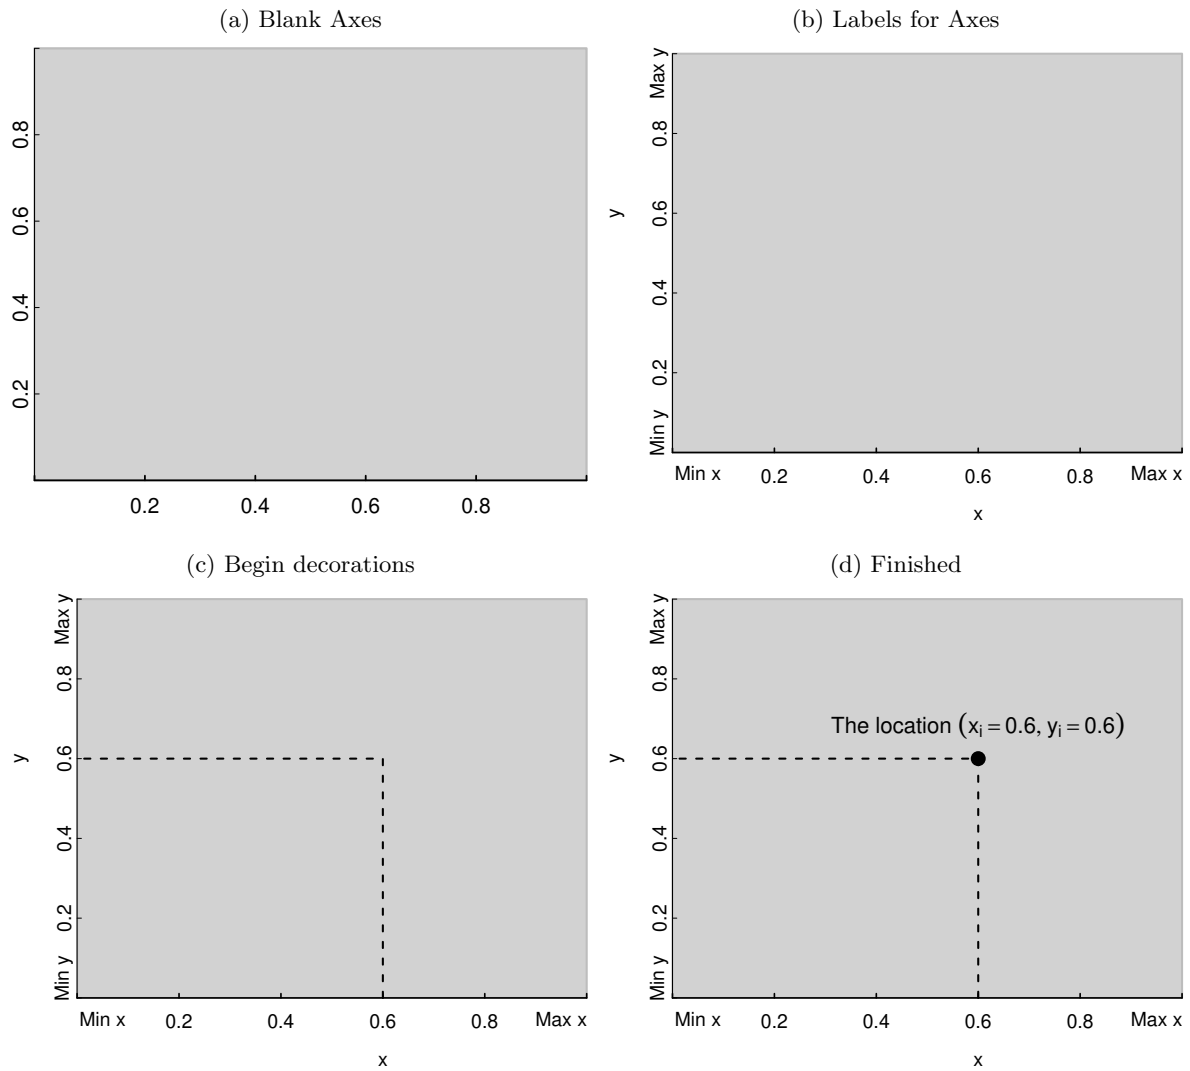 (a) Blank Axes
0.8
0.6
0.4
0.2
0.2 0.4 0.6 0.8
(b) Labels for Axes
Max y
0.8
0.6
0.4
0.2
Min y
y
Min x 0.2 0.4 0.6 0.8 Max x
x
(c) Begin decorations
Max y
0.8
0.6
0.4
0.2
Min y
y
Min x 0.2 0.4 0.6 0.8 Max x
x
(d) Finished
Max y
0.8
0.6
0.4
0.2
Min y
y
The location (xᵢ = 0.6, yᵢ = 0.6)
Min x 0.2 0.4 0.6 0.8 Max x
x